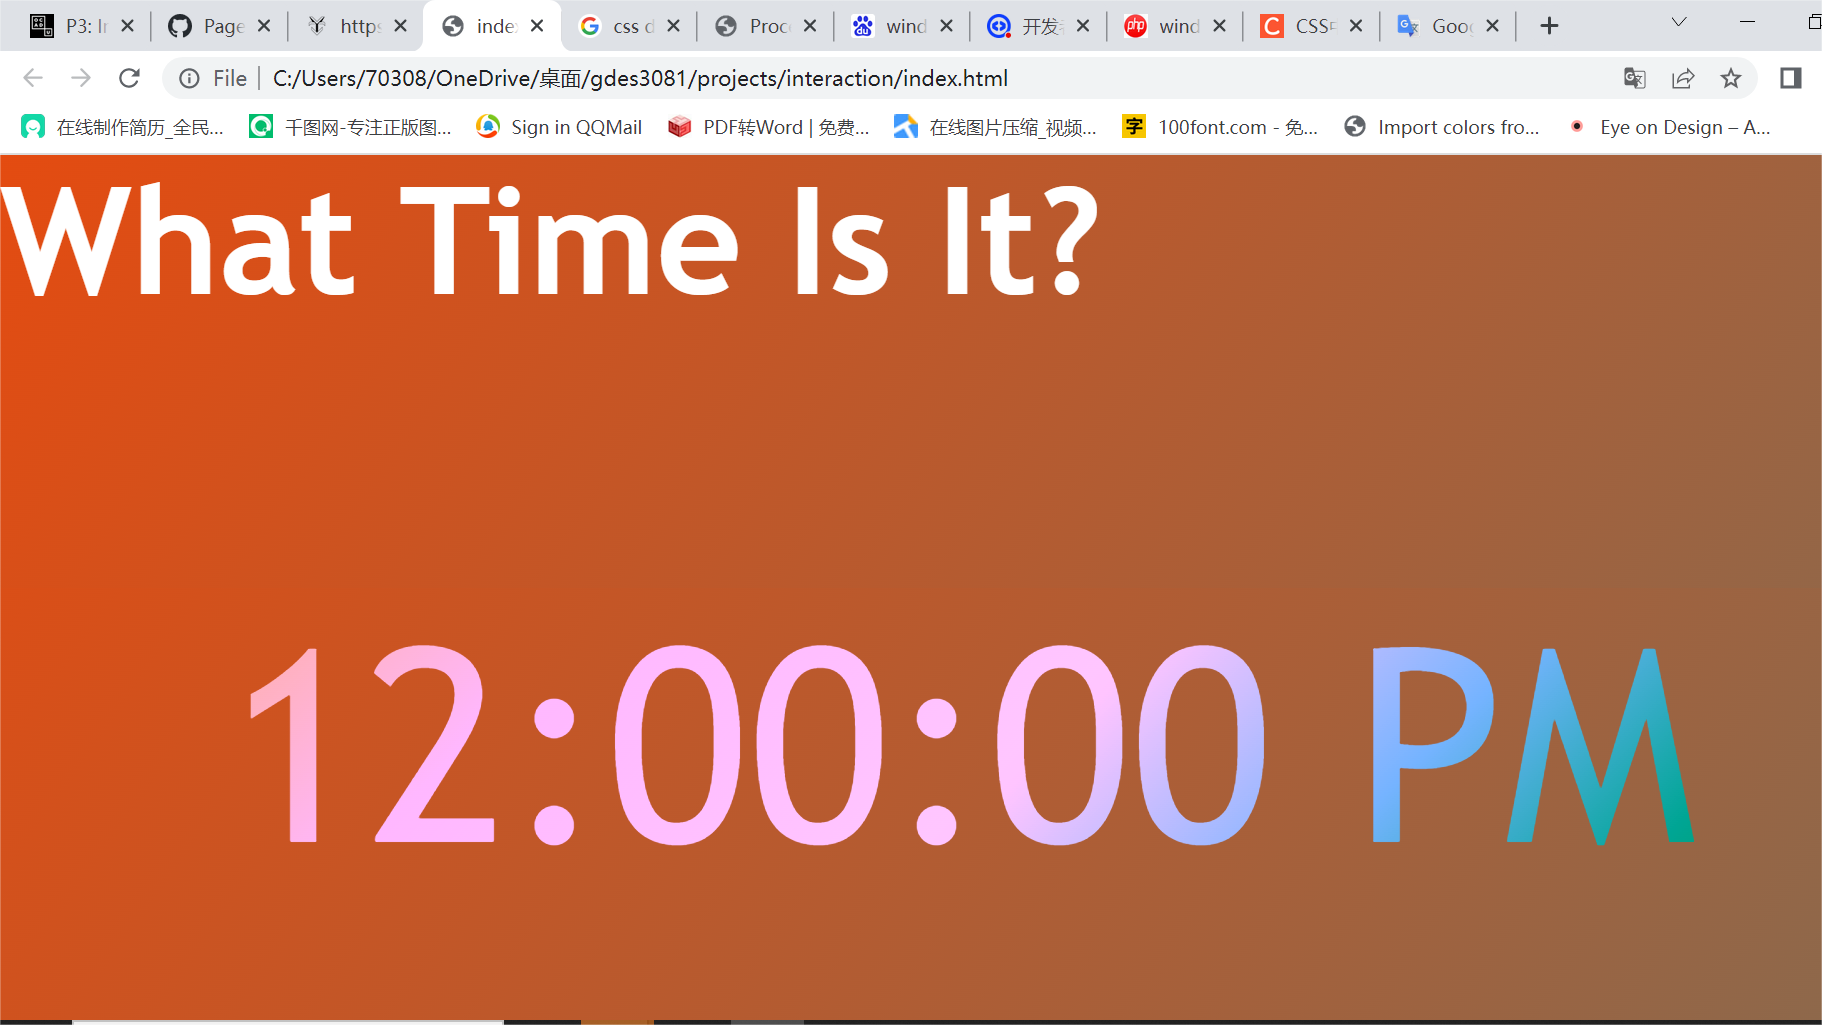 P3: Ir Page https index css d Proce wind 开发 wind CSS Goog
File C:/Users/70308/OneDrive/桌面/gdes3081/projects/interaction/index.html
在线制作简历_全民... 千图网-专注正版图... Sign in QQMail PDF转Word | 免费... 在线图片压缩_视频... 100font.com - 免... Import colors fro... Eye on Design – A...
What Time Is It?
12:00:00 PM